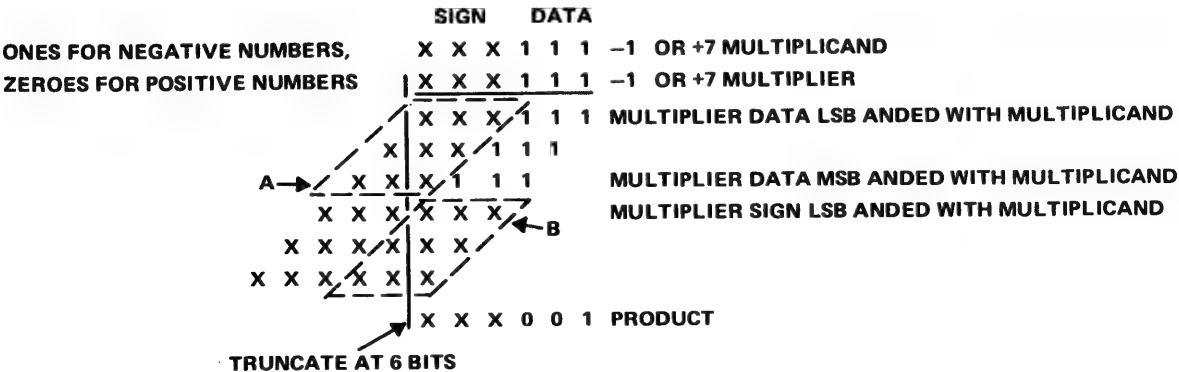 SIGN DATA
ONES FOR NEGATIVE NUMBERS, X X X 1 1 1 –1 OR +7 MULTIPLICAND
ZEROES FOR POSITIVE NUMBERS X X X 1 1 1 –1 OR +7 MULTIPLIER
X X X 1 1 1 MULTIPLIER DATA LSB ANDED WITH MULTIPLICAND
X X X 1 1 1
A X X X 1 1 1 MULTIPLIER DATA MSB ANDED WITH MULTIPLICAND
X X X X X X MULTIPLIER SIGN LSB ANDED WITH MULTIPLICAND
B
X X X X X X
X X X X X X
X X X 0 0 1 PRODUCT
TRUNCATE AT 6 BITS